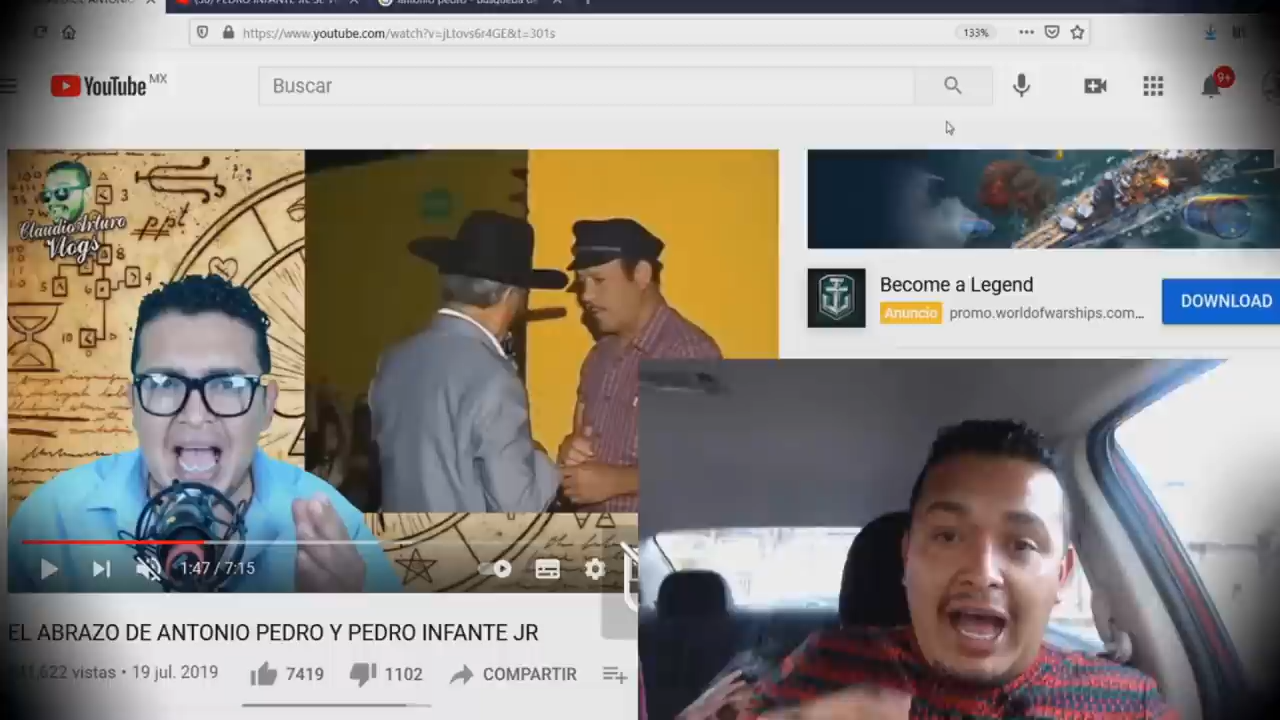 https://www.youtube.com/watch?v=jLtovs6r4GE&t=301s
133%
YouTube MX
Buscar
9+
ClaudioArturo
Vlogs
Become a Legend
Anuncio promo.worldofwarships.com...
DOWNLOAD
1:47 / 7:15
EL ABRAZO DE ANTONIO PEDRO Y PEDRO INFANTE JR
vistas • 19 jul. 2019
7419
1102
COMPARTIR